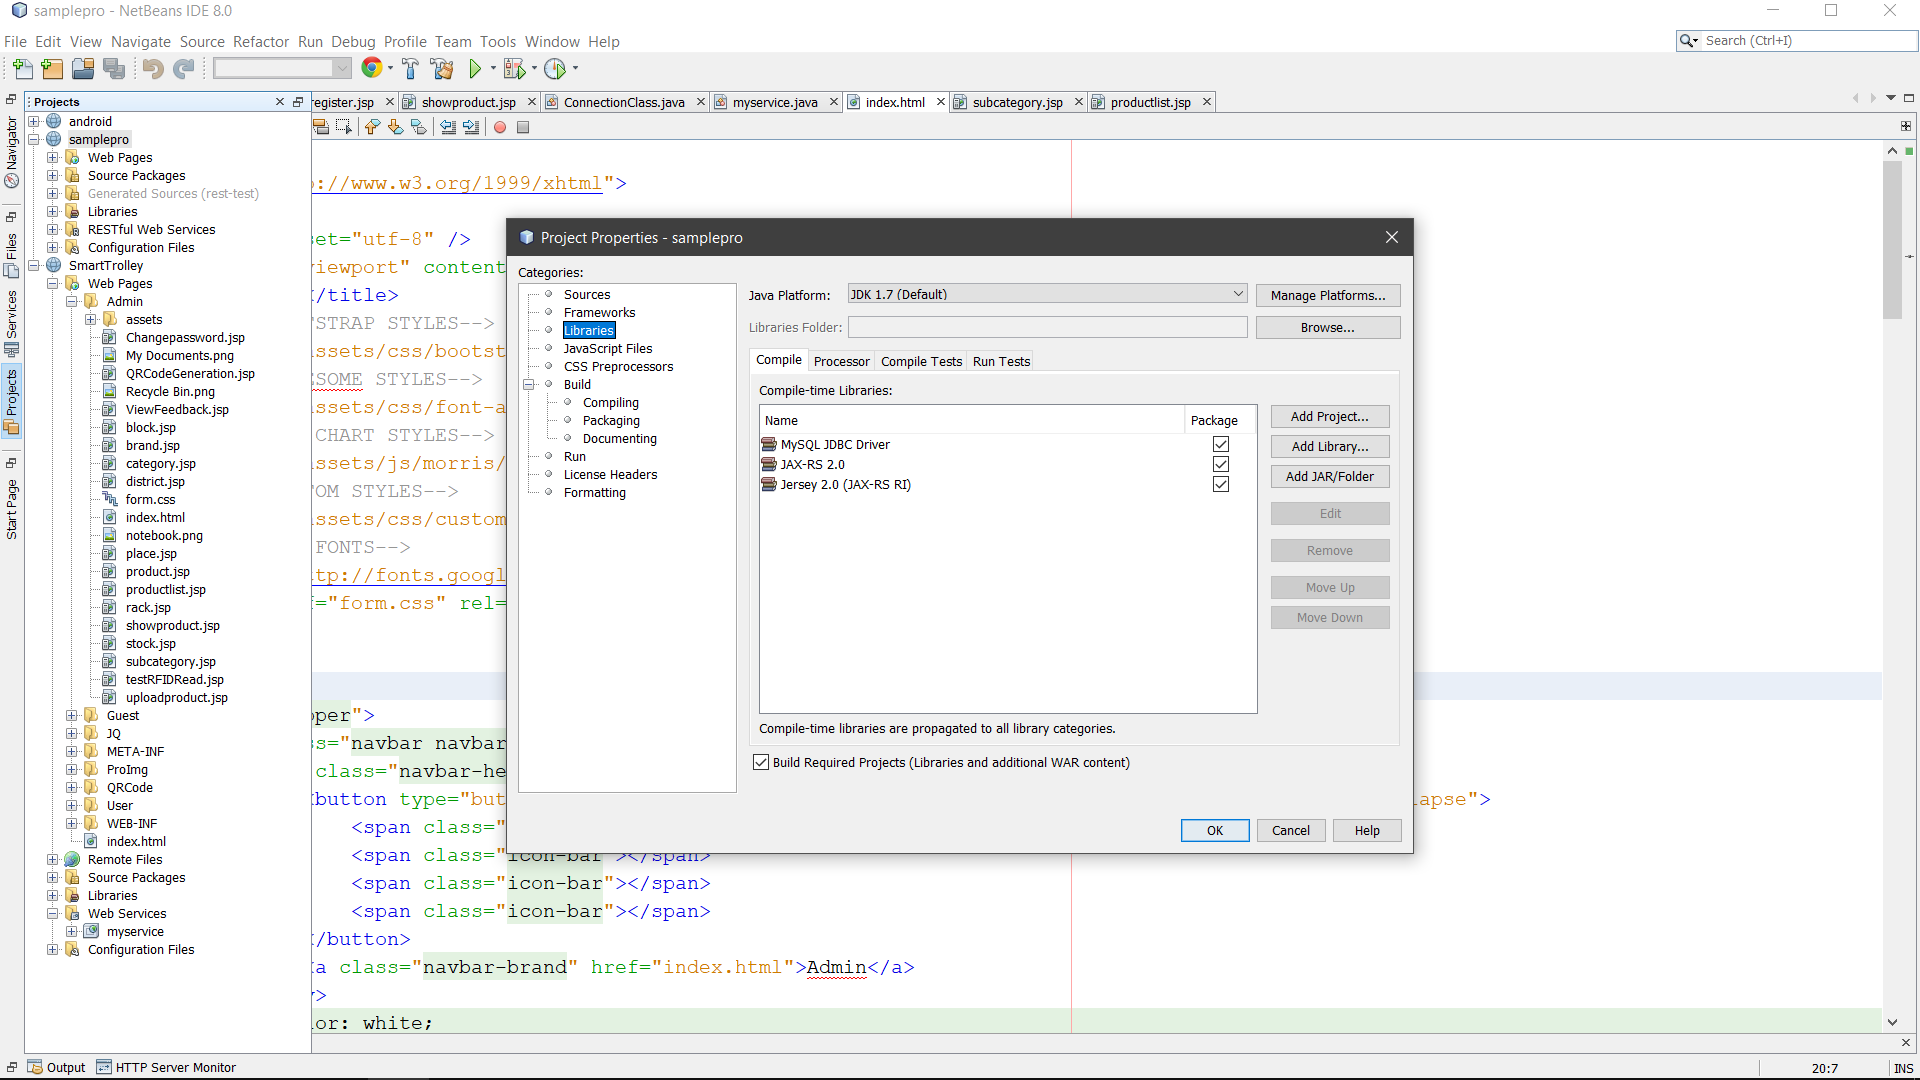 samplepro - NetBeans IDE 8.0
File Edit View Navigate Source Refactor Run Debug Profile Team Tools Window Help
Search (Ctrl+I)
Projects
register.jsp
showproduct.jsp
ConnectionClass.java
myservice.java
index.html
subcategory.jsp
productlist.jsp
Navigator
Files
Services
Projects
Start Page
android
samplepro
Web Pages
Source Packages
Generated Sources (rest-test)
Libraries
RESTful Web Services
Configuration Files
SmartTrolley
Web Pages
Admin
assets
Changepassword.jsp
My Documents.png
QRCodeGeneration.jsp
Recycle Bin.png
ViewFeedback.jsp
block.jsp
brand.jsp
category.jsp
district.jsp
form.css
index.html
notebook.png
place.jsp
product.jsp
productlist.jsp
rack.jsp
showproduct.jsp
stock.jsp
subcategory.jsp
testRFIDRead.jsp
uploadproduct.jsp
Guest
JQ
META-INF
ProImg
QRCode
User
WEB-INF
index.html
Remote Files
Source Packages
Libraries
Web Services
myservice
Configuration Files
://www.w3.org/1999/xhtml">
set="utf-8" />
viewport" content
</title>
TSTRAP STYLES-->
assets/css/bootst
ESOME STYLES-->
assets/css/font-a
CHART STYLES-->
assets/js/morris/
TOM STYLES-->
assets/css/custom
FONTS-->
tp://fonts.googl
f="form.css" rel=
pper">
ss="navbar navbar
class="navbar-he
<button type="but
lapse">
<span class="
<span class="icon-bar"></span>
<span class="icon-bar"></span>
<span class="icon-bar"></span>
</button>
<a class="navbar-brand" href="index.html">Admin</a>
>
lor: white;
Project Properties - samplepro
Categories:
Sources
Frameworks
Libraries
JavaScript Files
CSS Preprocessors
Build
Compiling
Packaging
Documenting
Run
License Headers
Formatting
Java Platform: JDK 1.7 (Default) Manage Platforms...
Libraries Folder: Browse...
Compile Processor Compile Tests Run Tests
Compile-time Libraries:
Name Package
MySQL JDBC Driver
JAX-RS 2.0
Jersey 2.0 (JAX-RS RI)
Add Project...
Add Library...
Add JAR/Folder
Edit
Remove
Move Up
Move Down
Compile-time libraries are propagated to all library categories.
Build Required Projects (Libraries and additional WAR content)
OK Cancel Help
Output HTTP Server Monitor
20:7 INS